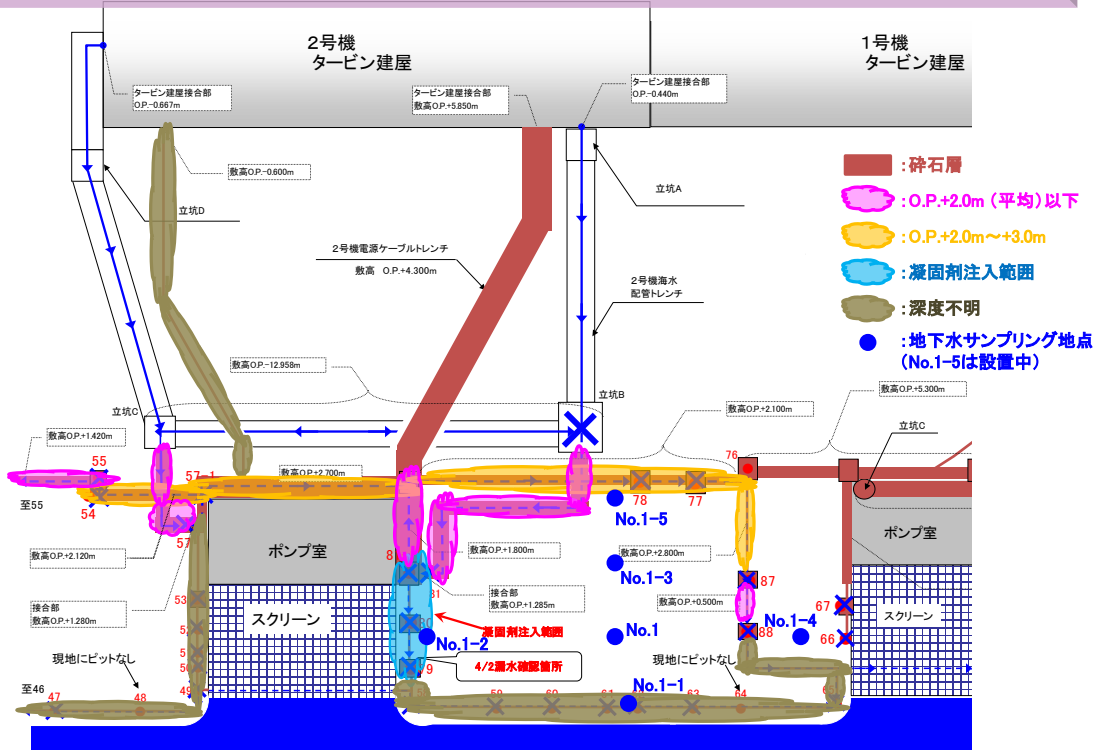 2号機
タービン建屋
1号機
タービン建屋
タービン建屋接合部
O.P.-0.667m
タービン建屋接合部
敷高O.P.+5.850m
タービン建屋接合部
O.P.-0.440m
敷高O.P.-0.600m
立坑D
立坑A
2号機電源ケーブルトレンチ
敷高 O.P.+4.300m
2号機海水
配管トレンチ
:砕石層
:O.P.+2.0m(平均)以下
:O.P.+2.0m～+3.0m
:凝固剤注入範囲
:深度不明
:地下水サンプリング地点
(No.1-5は設置中)
敷高O.P.-12.958m
敷高O.P.+5.300m
立坑C
立坑B
敷高O.P.+2.100m
立坑C
敷高O.P.+1.420m
55
57-1
敷高O.P.+2.700m
76
至55
54
78
77
No.1-5
57
ポンプ室
ポンプ室
敷高O.P.+2.120m
敷高O.P.+1.800m
敷高O.P.+2.800m
No.1-3
87
接合部
敷高O.P.+1.280m
接合部
敷高O.P.+1.285m
敷高O.P.+0.500m
67
スクリーン
スクリーン
凝固剤注入範囲
No.1-2
No.1
88
No.1-4
66
現地にピットなし
4/2漏水確認箇所
79
現地にピットなし
至46
47
48
49
No.1-1
59
60
61
63
64